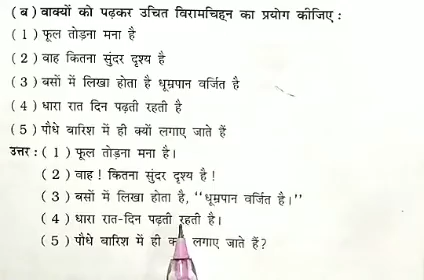 (ब) वाक्यों को पढ़कर उचित विरामचिह्न का प्रयोग कीजिए :
(1) फूल तोड़ना मना है
(2) वाह कितना सुंदर दृश्य है
(3) बसों में लिखा होता है धूम्रपान वर्जित है
(4) धारा रात दिन पढ़ती रहती है
(5) पौधे बारिश में ही क्यों लगाए जाते हैं
उत्तर : (1) फूल तोड़ना मना है।
(2) वाह ! कितना सुंदर दृश्य है !
(3) बसों में लिखा होता है, ‘‘धूम्रपान वर्जित है।’’
(4) धारा रात-दिन पढ़ती रहती है।
(5) पौधे बारिश में ही लगाए जाते हैं?